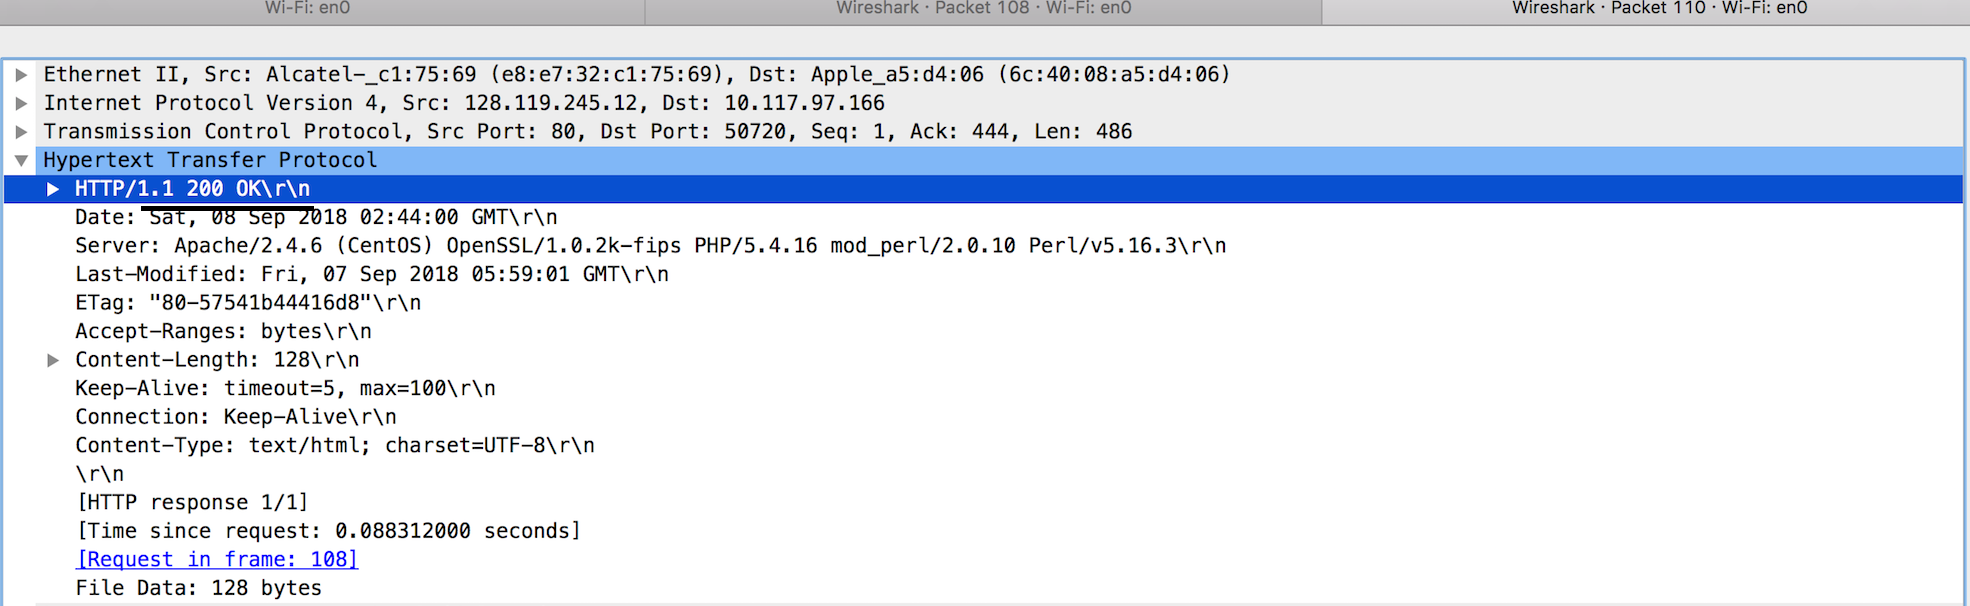 Wi-Fi: en0
Wireshark · Packet 108 · Wi-Fi: en0
Wireshark · Packet 110 · Wi-Fi: en0
Ethernet II, Src: Alcatel-_c1:75:69 (e8:e7:32:c1:75:69), Dst: Apple_a5:d4:06 (6c:40:08:a5:d4:06)
Internet Protocol Version 4, Src: 128.119.245.12, Dst: 10.117.97.166
Transmission Control Protocol, Src Port: 80, Dst Port: 50720, Seq: 1, Ack: 444, Len: 486
Hypertext Transfer Protocol
HTTP/1.1 200 OK\r\n
Date: Sat, 08 Sep 2018 02:44:00 GMT\r\n
Server: Apache/2.4.6 (CentOS) OpenSSL/1.0.2k-fips PHP/5.4.16 mod_perl/2.0.10 Perl/v5.16.3\r\n
Last-Modified: Fri, 07 Sep 2018 05:59:01 GMT\r\n
ETag: "80-57541b44416d8"\r\n
Accept-Ranges: bytes\r\n
Content-Length: 128\r\n
Keep-Alive: timeout=5, max=100\r\n
Connection: Keep-Alive\r\n
Content-Type: text/html; charset=UTF-8\r\n
\r\n
[HTTP response 1/1]
[Time since request: 0.088312000 seconds]
[Request in frame: 108]
File Data: 128 bytes